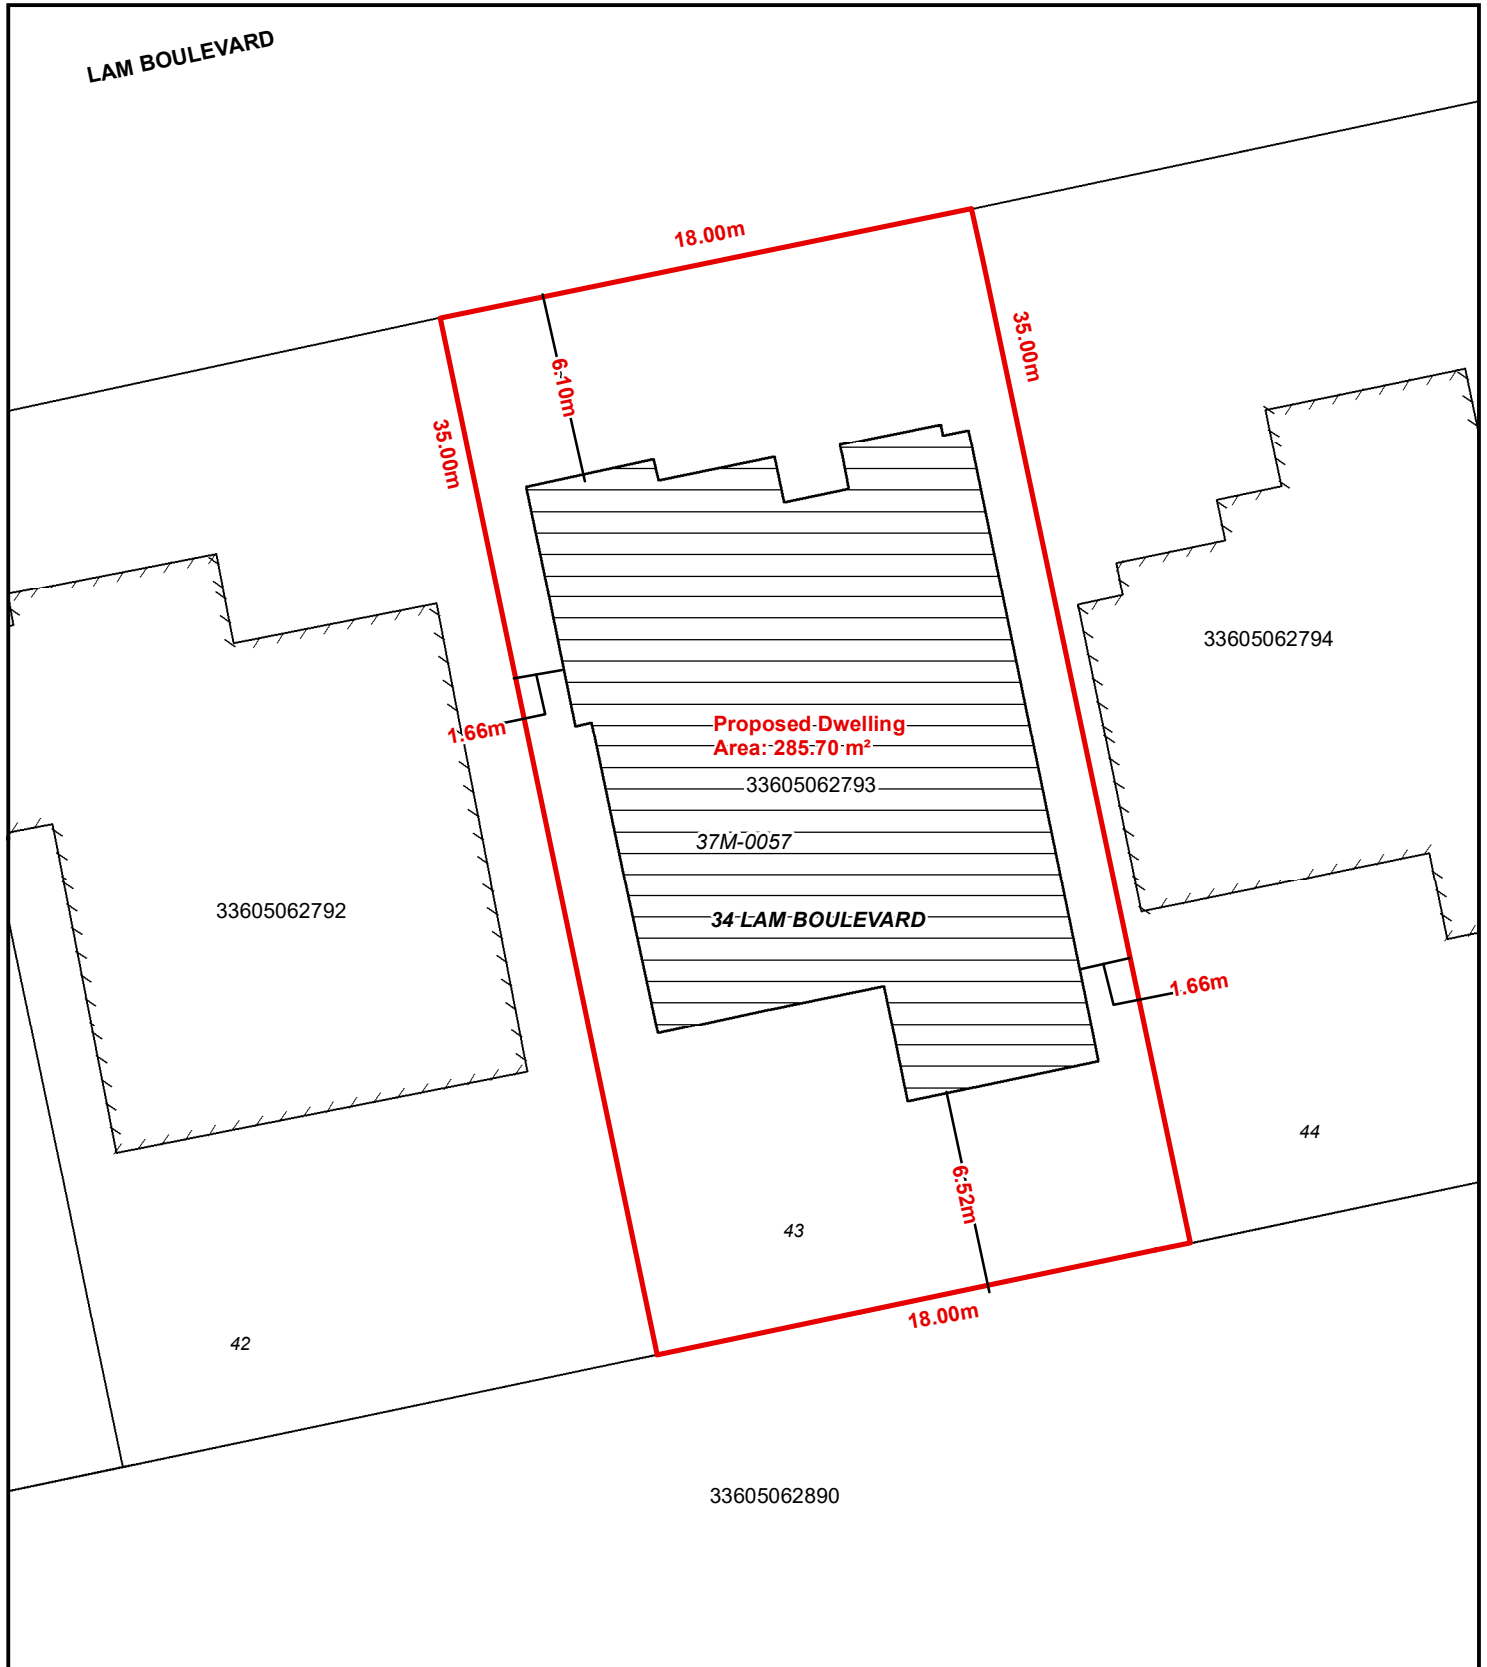 LAM BOULEVARD
18.00m
35.00m
6.10m
35.00m
33605062794
1.66m
Proposed Dwelling
Area: 285.70 m²
33605062793
37M-0057
33605062792
34 LAM BOULEVARD
1.66m
44
6.52m
43
18.00m
42
33605062890